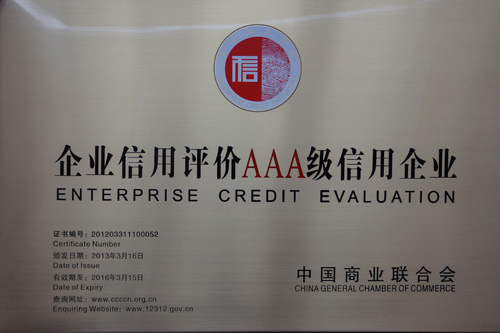 信
企业信用评价AAA级信用企业
ENTERPRISE CREDIT EVALUATION
证书编号：201203311100052
Certificate Number
颁发日期：2013年3月16日
Date of Issue
有效期至：2016年3月15日
Date of Expiry
查询网址：www.ccccn.org.cn
Enquiring Website：www.12312.gov.cn
中国商业联合会
CHINA GENERAL CHAMBER OF COMMERCE